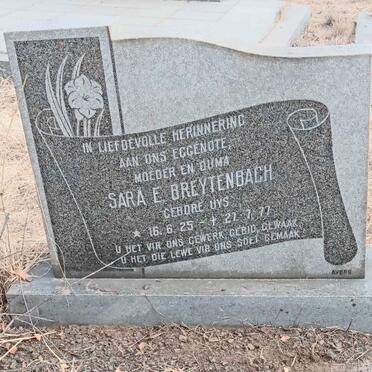 IN LIEFDEVOLLE HERINNERING
AAN ONS EGGENOTE,
MOEDER EN OUMA
SARA E. BREYTENBACH
GEBORE UYS
★ 16.6.25 ✝ 27.7.77
U HET VIR ONS GEWERK, GEBID, GEWAAK
U HET DIE LEWE VIR ONS SOET GEMAAK
AVERS